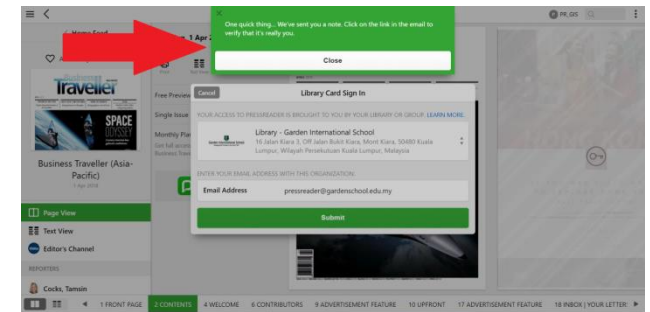 PR_GIS
One quick thing... We've sent you a note. Click on the link in the email to
verify that it's really you.
Close
Home Feed
1 Apr
Traveller
SPACE
ODYSSEY
Business Traveller (Asia-
Pacific)
1 Apr 2018
Page View
Text View
Editor's Channel
REPORTERS
Cocks, Tamsin
Free Preview
Single Issue
Monthly Plan
Get full access
Business Travel
Cancel
Library Card Sign In
YOUR ACCESS TO PRESSREADER IS BROUGHT TO YOU BY YOUR LIBRARY OR GROUP. LEARN MORE.
Library - Garden International School
16 Jalan Kiara 3, Off Jalan Bukit Kiara, Mont Kiara, 50480 Kuala
Lumpur, Wilayah Persekutuan Kuala Lumpur, Malaysia
ENTER YOUR EMAIL ADDRESS WITH THIS ORGANIZATION:
Email Address
pressreader@gardenschool.edu.my
Submit
1 FRONT PAGE
2 CONTENTS
4 WELCOME
6 CONTRIBUTORS
9 ADVERTISEMENT FEATURE
10 UPFRONT
17 ADVERTISEMENT FEATURE
18 INBOX | YOUR LETTER